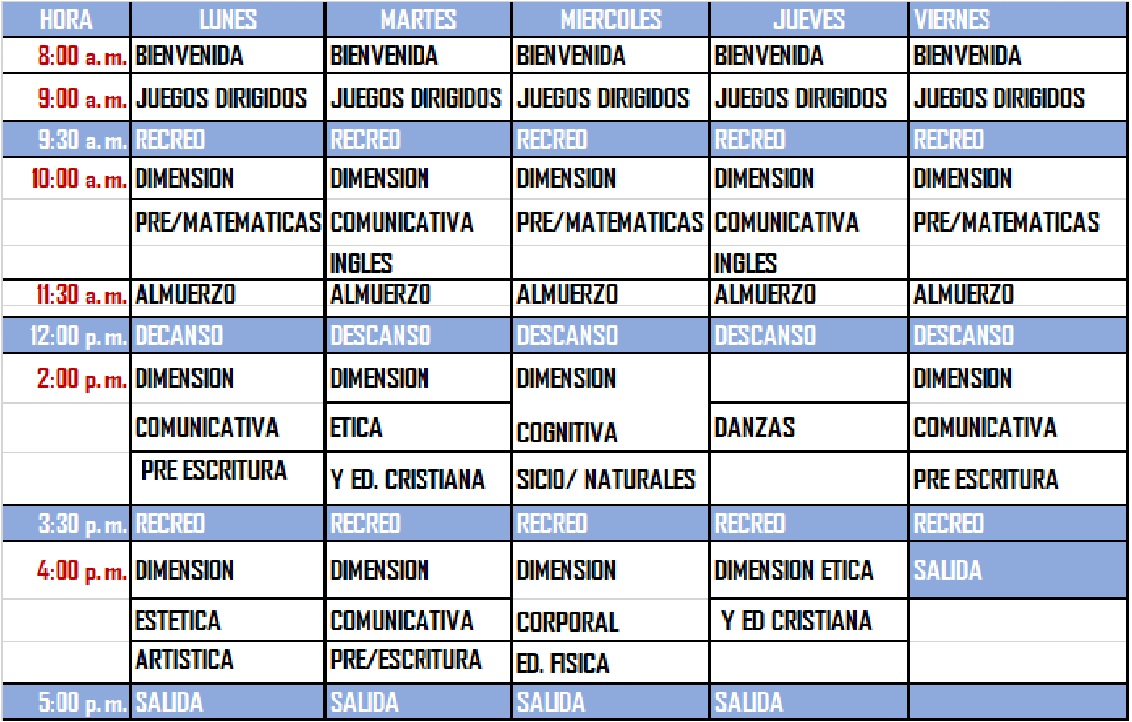 HORA LUNES MARTES MIERCOLES JUEVES VIERNES
8:00 a. m. BIENVENIDA BIENVENIDA BIENVENIDA BIENVENIDA BIENVENIDA
9:00 a. m. JUEGOS DIRIGIDOS JUEGOS DIRIGIDOS JUEGOS DIRIGIDOS JUEGOS DIRIGIDOS JUEGOS DIRIGIDOS
9:30 a. m. RECREO RECREO RECREO RECREO RECREO
10:00 a. m. DIMENSION DIMENSION DIMENSION DIMENSION DIMENSION
PRE/MATEMATICAS COMUNICATIVA PRE/MATEMATICAS COMUNICATIVA PRE/MATEMATICAS
INGLES INGLES
11:30 a. m. ALMUERZO ALMUERZO ALMUERZO ALMUERZO ALMUERZO
12:00 p. m. DECANSO DESCANSO DESCANSO DESCANSO DESCANSO
2:00 p. m. DIMENSION DIMENSION DIMENSION DIMENSION
COMUNICATIVA ETICA COGNITIVA DANZAS COMUNICATIVA
PRE ESCRITURA Y ED. CRISTIANA SICIO/ NATURALES PRE ESCRITURA
3:30 p. m. RECREO RECREO RECREO RECREO RECREO
4:00 p. m. DIMENSION DIMENSION DIMENSION DIMENSION ETICA SALIDA
ESTETICA COMUNICATIVA CORPORAL Y ED CRISTIANA
ARTISTICA PRE/ESCRITURA ED. FISICA
5:00 p. m. SALIDA SALIDA SALIDA SALIDA